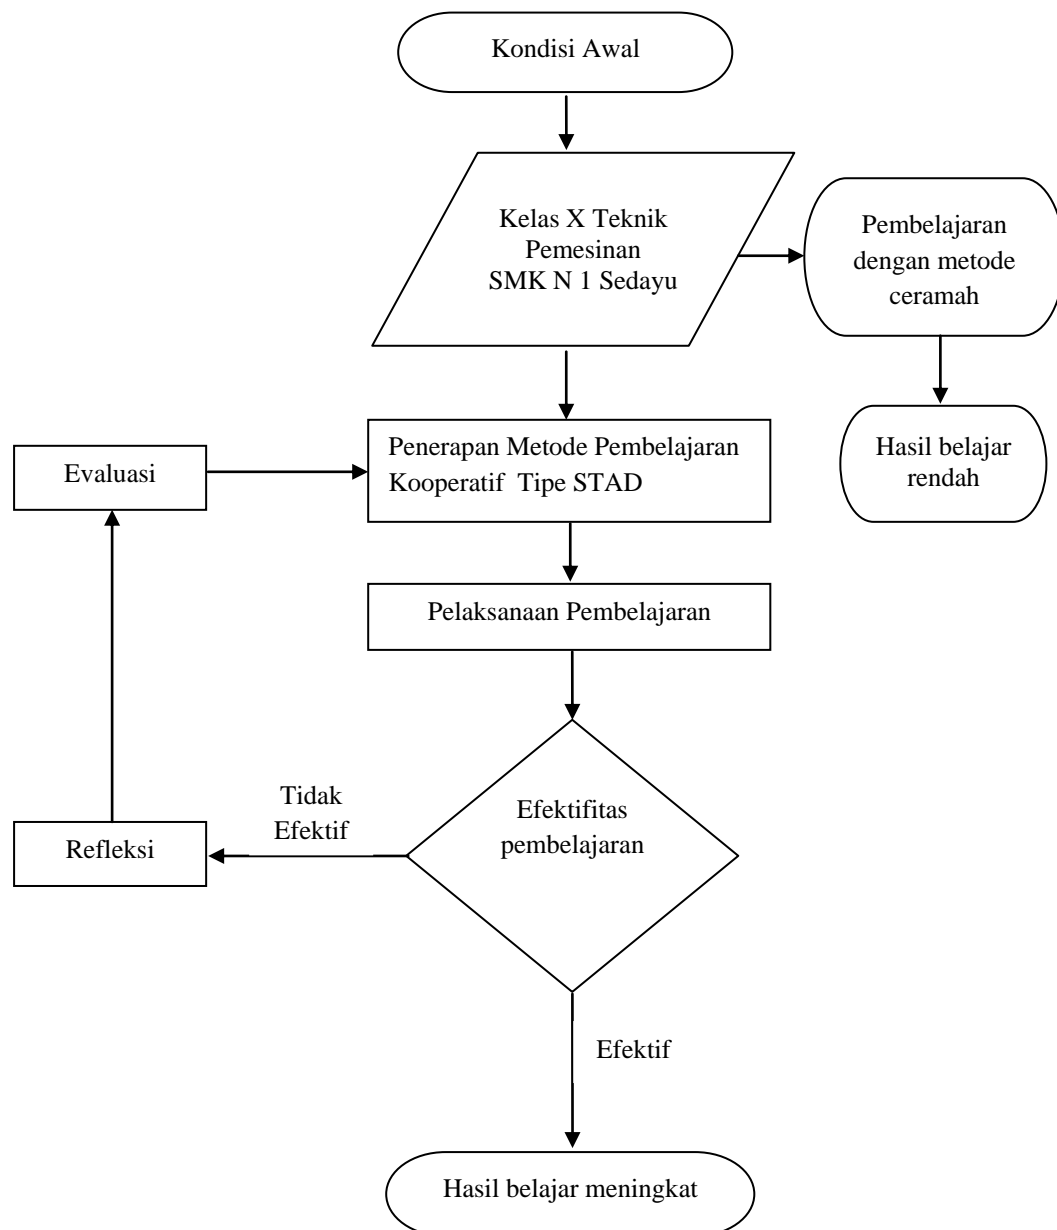 Kondisi Awal
Kelas X Teknik
Pemesinan
SMK N 1 Sedayu
Pembelajaran
dengan metode
ceramah
Hasil belajar
rendah
Penerapan Metode Pembelajaran
Kooperatif  Tipe STAD
Evaluasi
Pelaksanaan Pembelajaran
Efektifitas
pembelajaran
Tidak
Efektif
Refleksi
Efektif
Hasil belajar meningkat